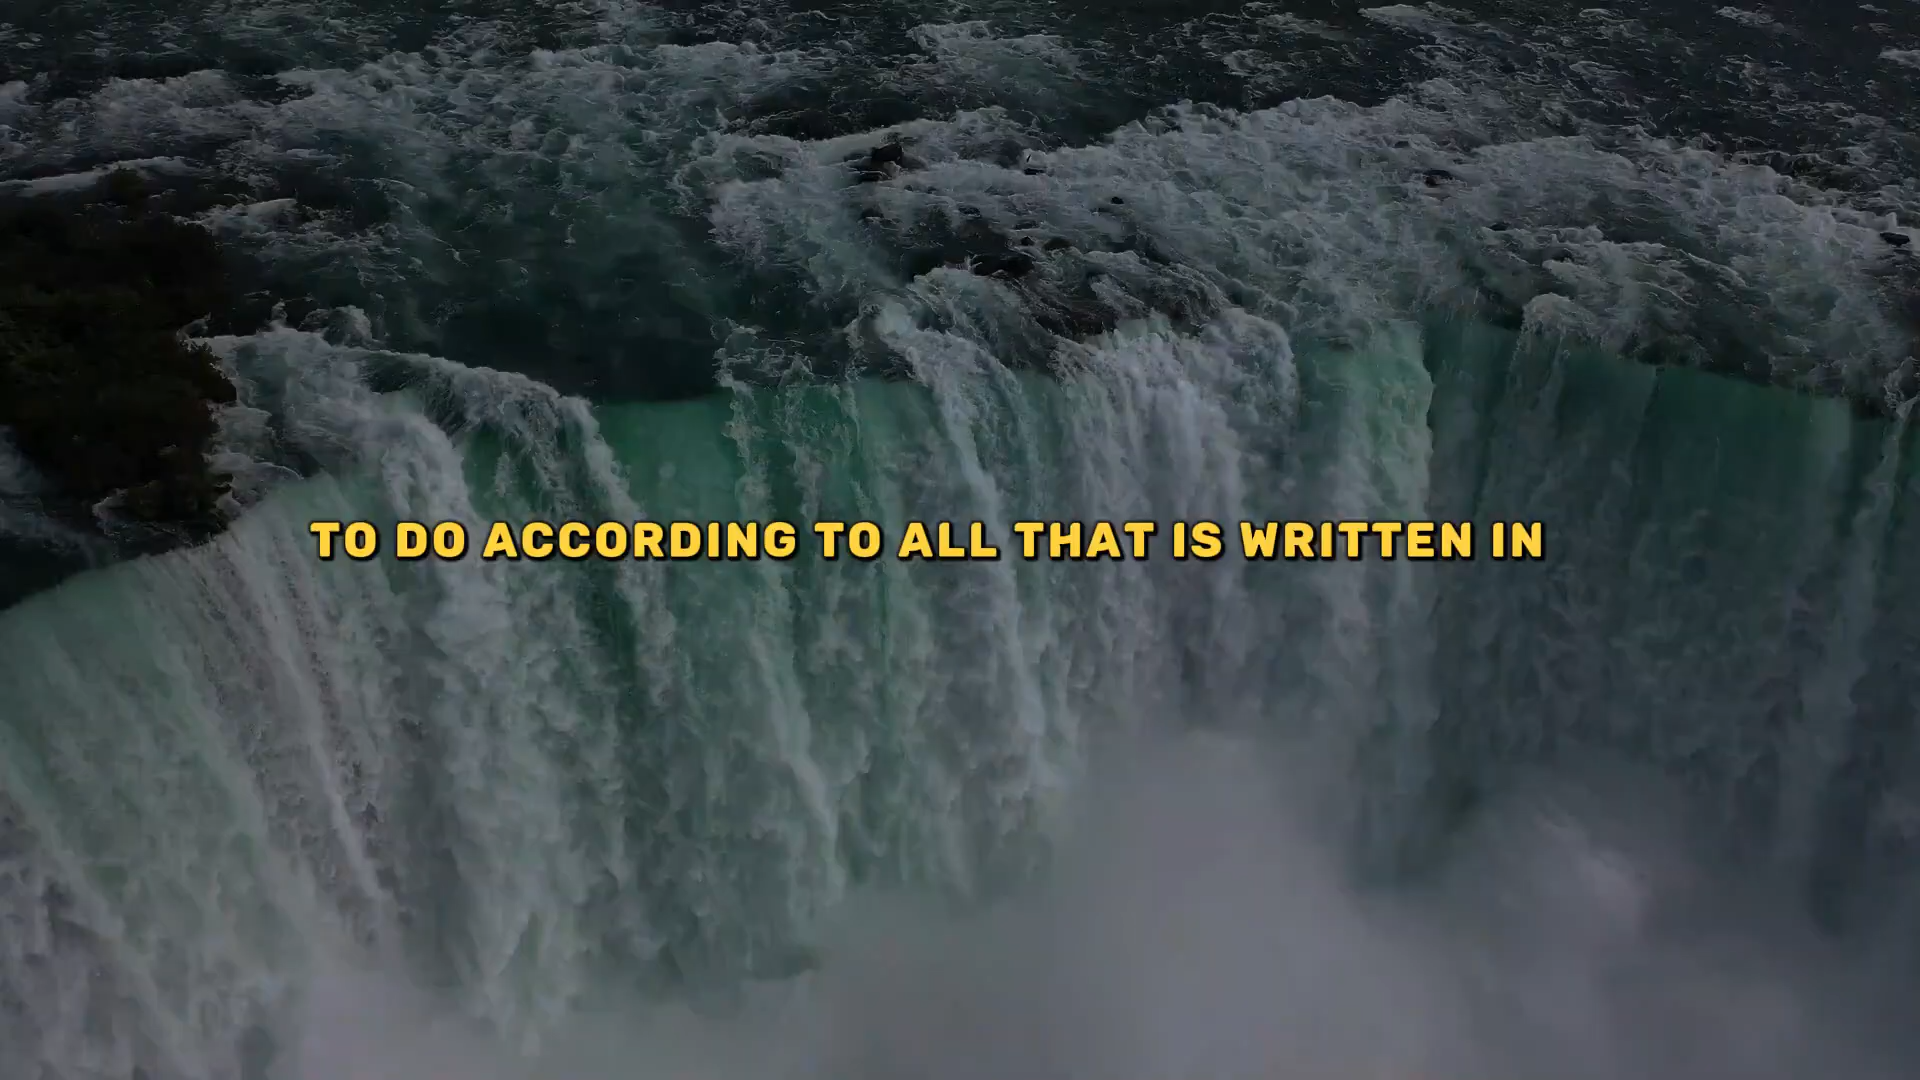 TO DO ACCORDING TO ALL THAT IS WRITTEN IN